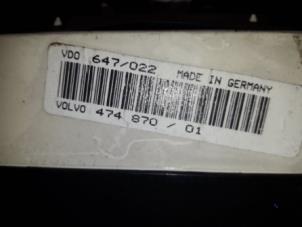 VDO 647/022 MADE IN GERMANY
VOLVO 474 870 / 01